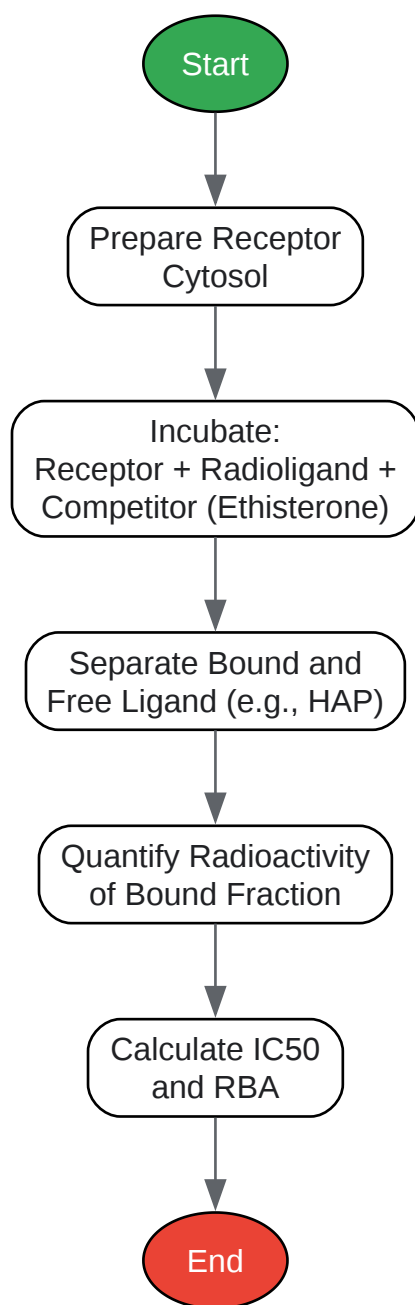 Start
Prepare Receptor
Cytosol
Incubate:
Receptor + Radioligand +
Competitor (Ethisterone)
Separate Bound and
Free Ligand (e.g., HAP)
Quantify Radioactivity
of Bound Fraction
Calculate IC50
and RBA
End